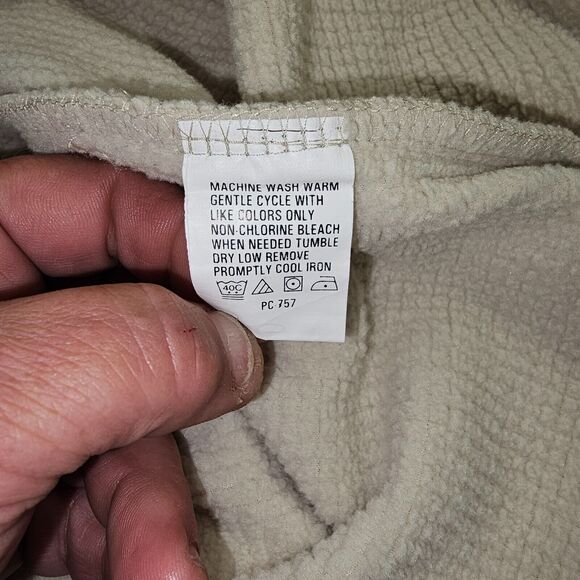 MACHINE WASH WARM
GENTLE CYCLE WITH
LIKE COLORS ONLY
NON-CHLORINE BLEACH
WHEN NEEDED TUMBLE
DRY LOW REMOVE
PROMPTLY COOL IRON
40C
PC 757